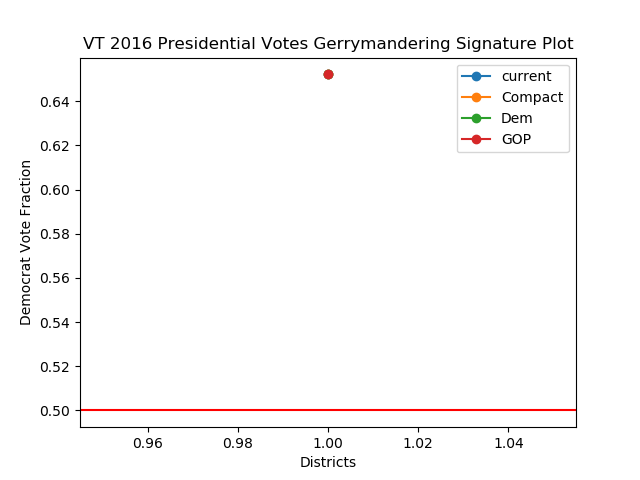 VT 2016 Presidential Votes Gerrymandering Signature Plot
current
Compact
Dem
GOP
Democrat Vote Fraction
0.64
0.62
0.60
0.58
0.56
0.54
0.52
0.50
0.96 0.98 1.00 1.02 1.04
Districts